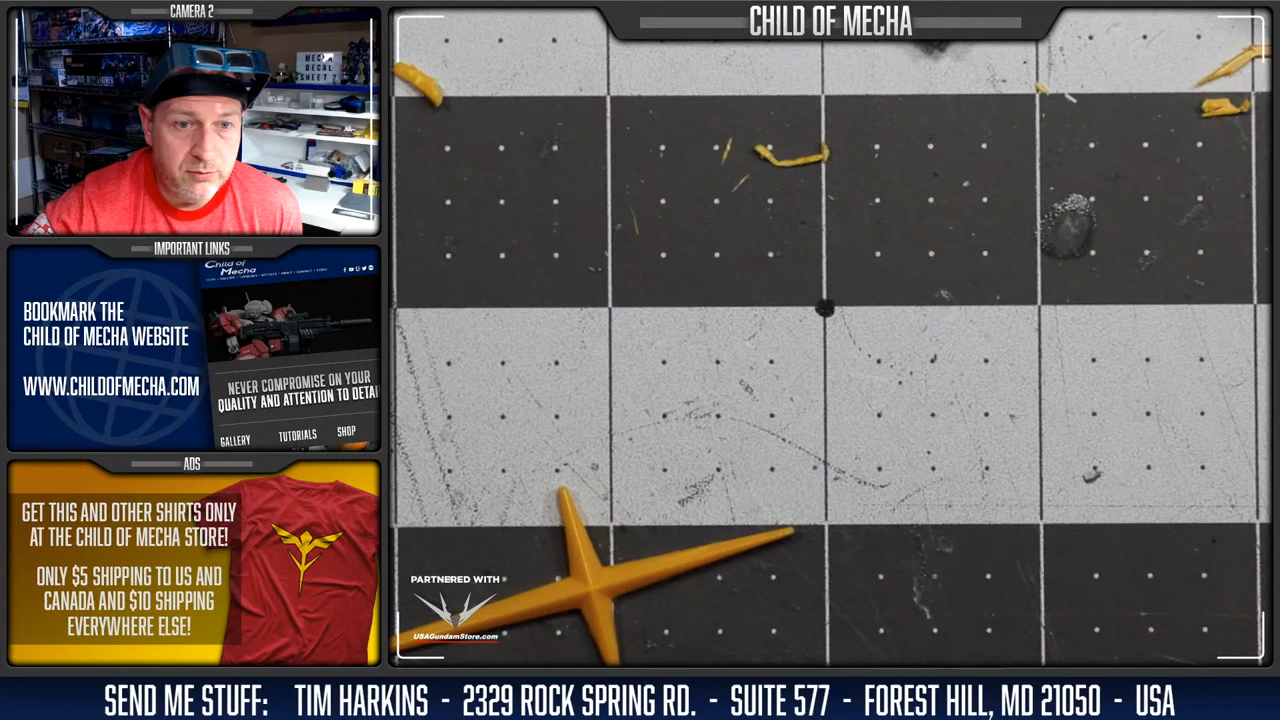 CAMERA 2
CHILD OF MECHA
MECHA
DECAL
SHEET ?
IMPORTANT LINKS
BOOKMARK THE
CHILD OF MECHA WEBSITE
WWW.CHILDOFMECHA.COM
Child of
Mecha
NEVER COMPROMISE ON YOUR
QUALITY AND ATTENTION TO DETAI
GALLERY TUTORIALS SHOP
ADS
GET THIS AND OTHER SHIRTS ONLY
AT THE CHILD OF MECHA STORE!
ONLY $5 SHIPPING TO US AND
CANADA AND $10 SHIPPING
EVERYWHERE ELSE!
PARTNERED WITH
USAGundamStore.com
SEND ME STUFF: TIM HARKINS - 2329 ROCK SPRING RD. - SUITE 577 - FOREST HILL, MD 21050 - USA